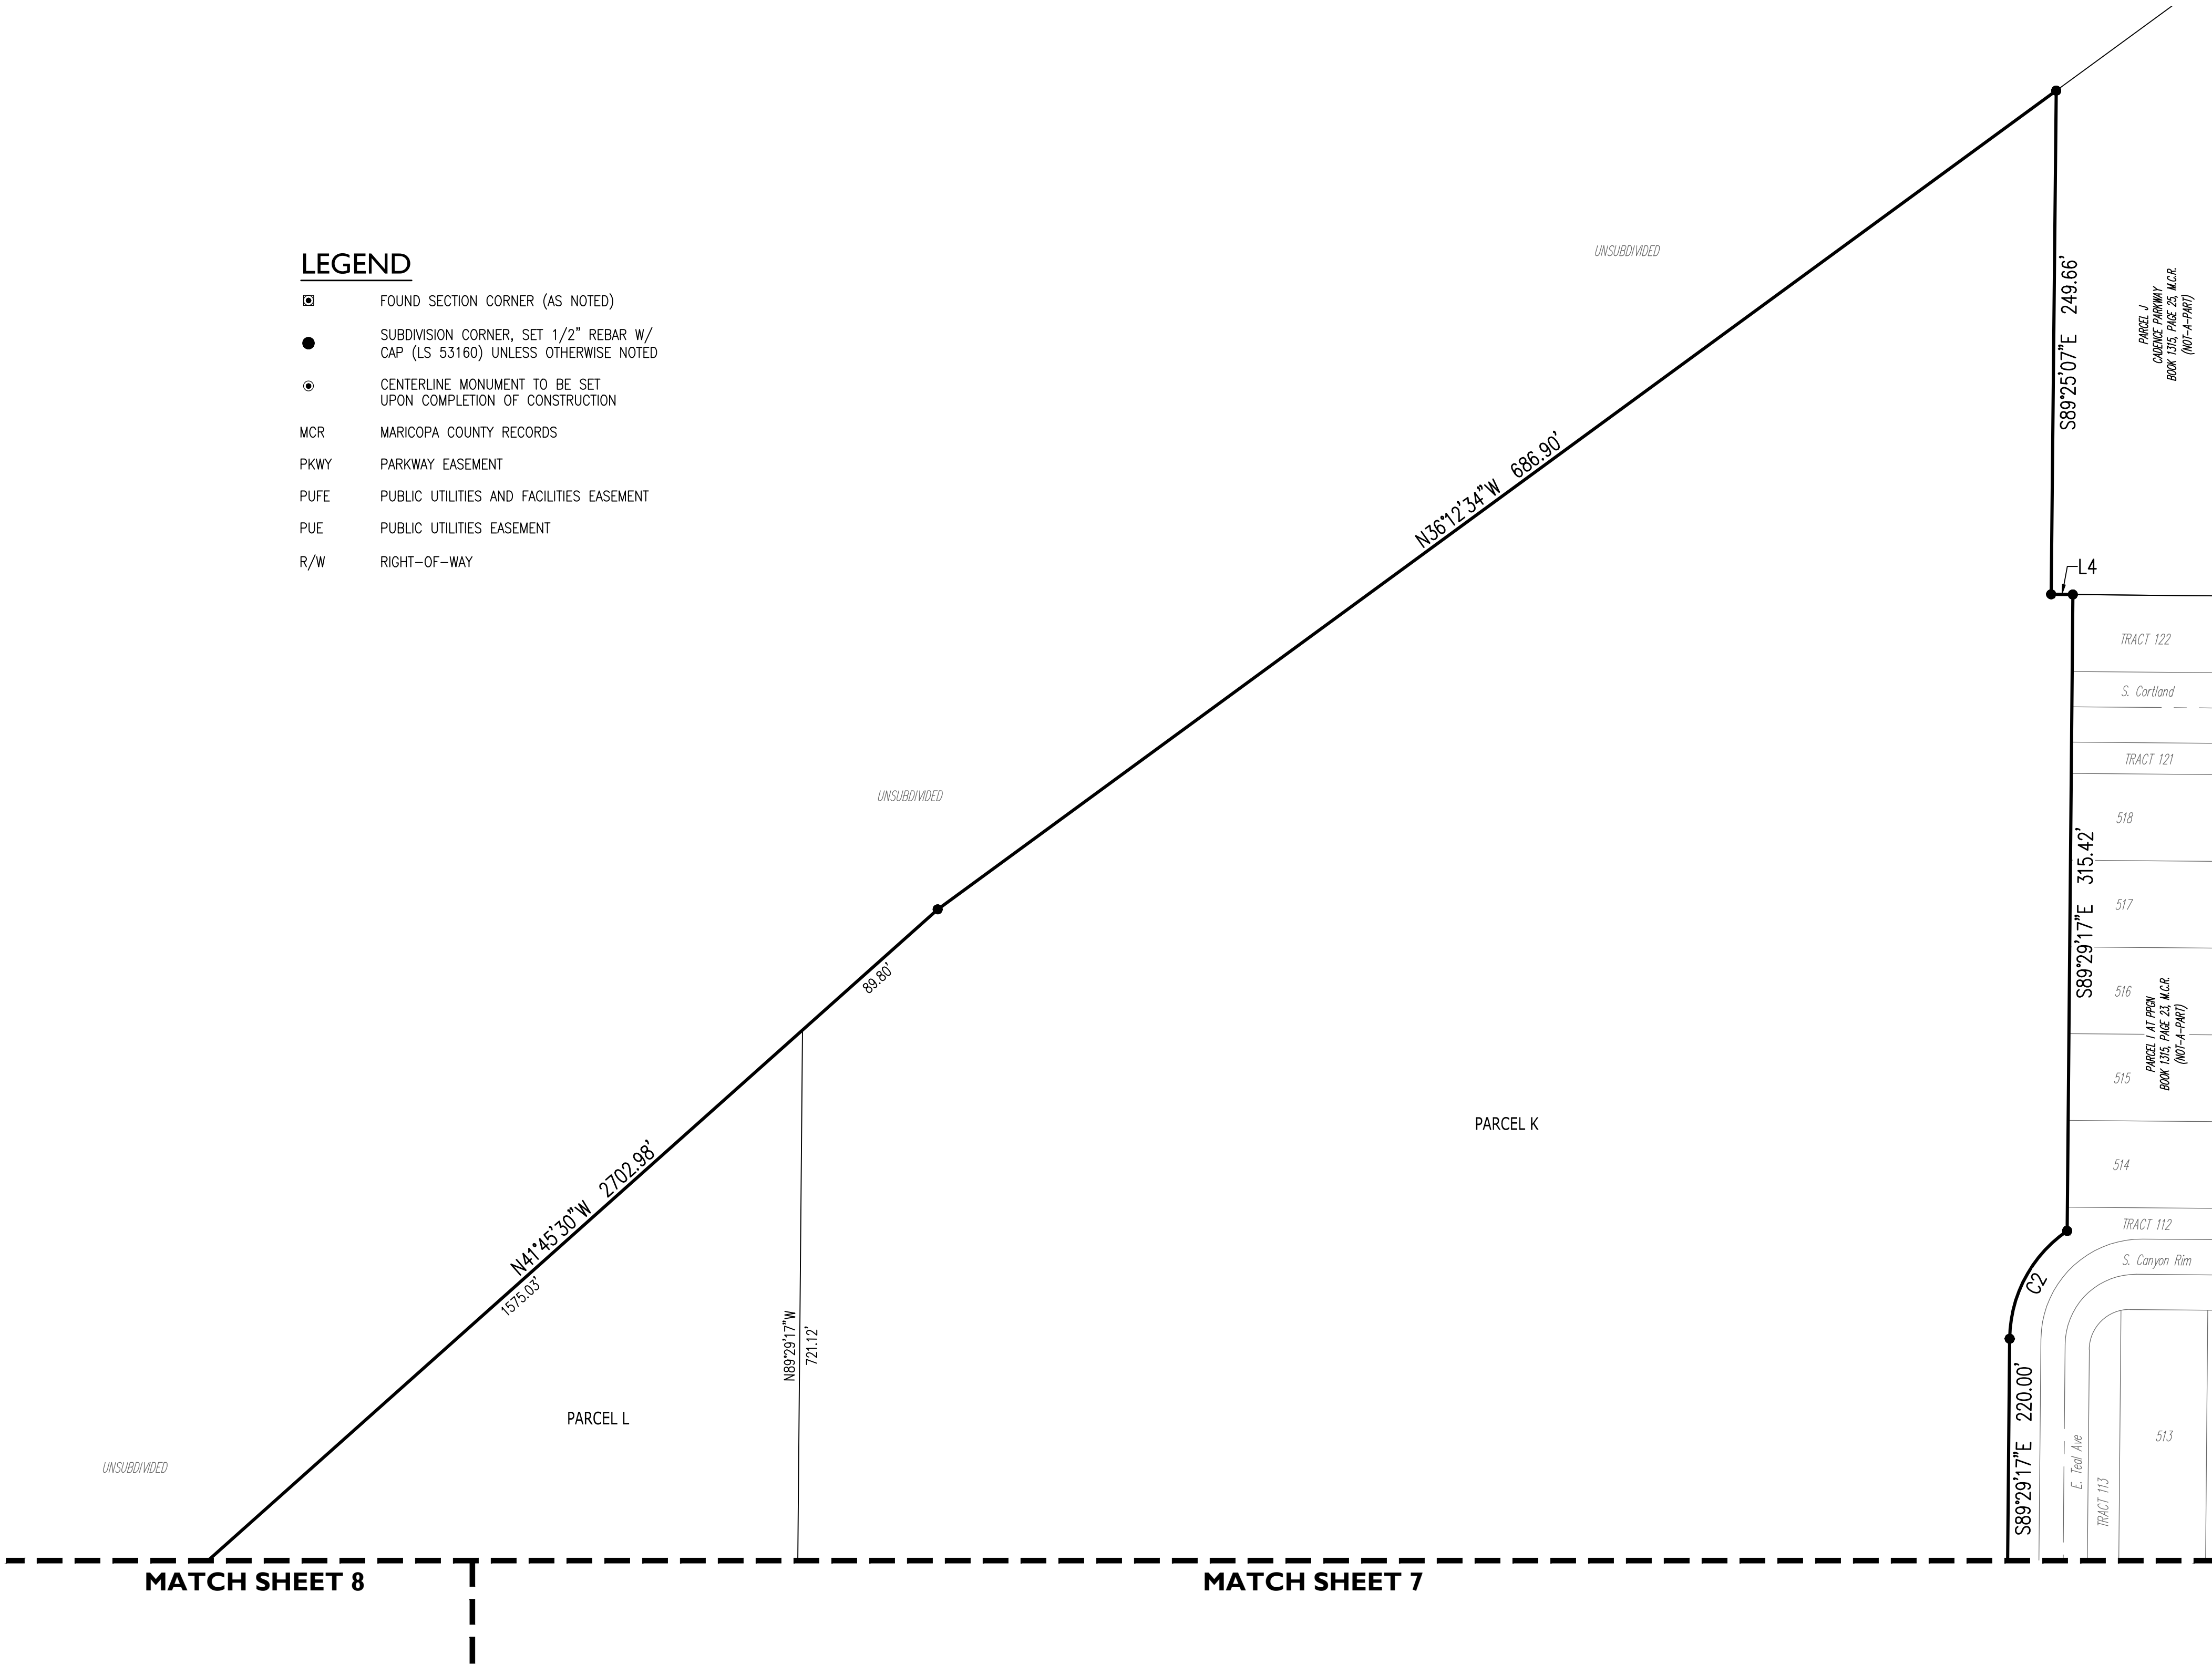 LEGEND
FOUND SECTION CORNER (AS NOTED)
SUBDIVISION CORNER, SET 1/2" REBAR W/
CAP (LS 53160) UNLESS OTHERWISE NOTED
CENTERLINE MONUMENT TO BE SET
UPON COMPLETION OF CONSTRUCTION
MCR MARICOPA COUNTY RECORDS
PKWY PARKWAY EASEMENT
PUFE PUBLIC UTILITIES AND FACILITIES EASEMENT
PUE PUBLIC UTILITIES EASEMENT
R/W RIGHT-OF-WAY
UNSUBDIVIDED
N36°12'34"W 686.90'
S89°25'07"E 249.66'
PARCEL J
CADENCE PARKWAY
BOOK 1315, PAGE 25, M.C.R.
(NOT-A-PART)
L4
TRACT 122
S. Cortland
TRACT 121
518
517
516
515
514
S89°29'17"E 315.42'
PARCEL I AT PPGN
BOOK 1315, PAGE 23, M.C.R.
(NOT-A-PART)
TRACT 112
S. Canyon Rim
C2
UNSUBDIVIDED
89.80'
N41°45'30"W 2702.98'
1575.03'
PARCEL K
N89°29'17"W
721.12'
PARCEL L
UNSUBDIVIDED
S89°29'17"E 220.00'
E. Teal Ave
TRACT 113
513
MATCH SHEET 8
MATCH SHEET 7